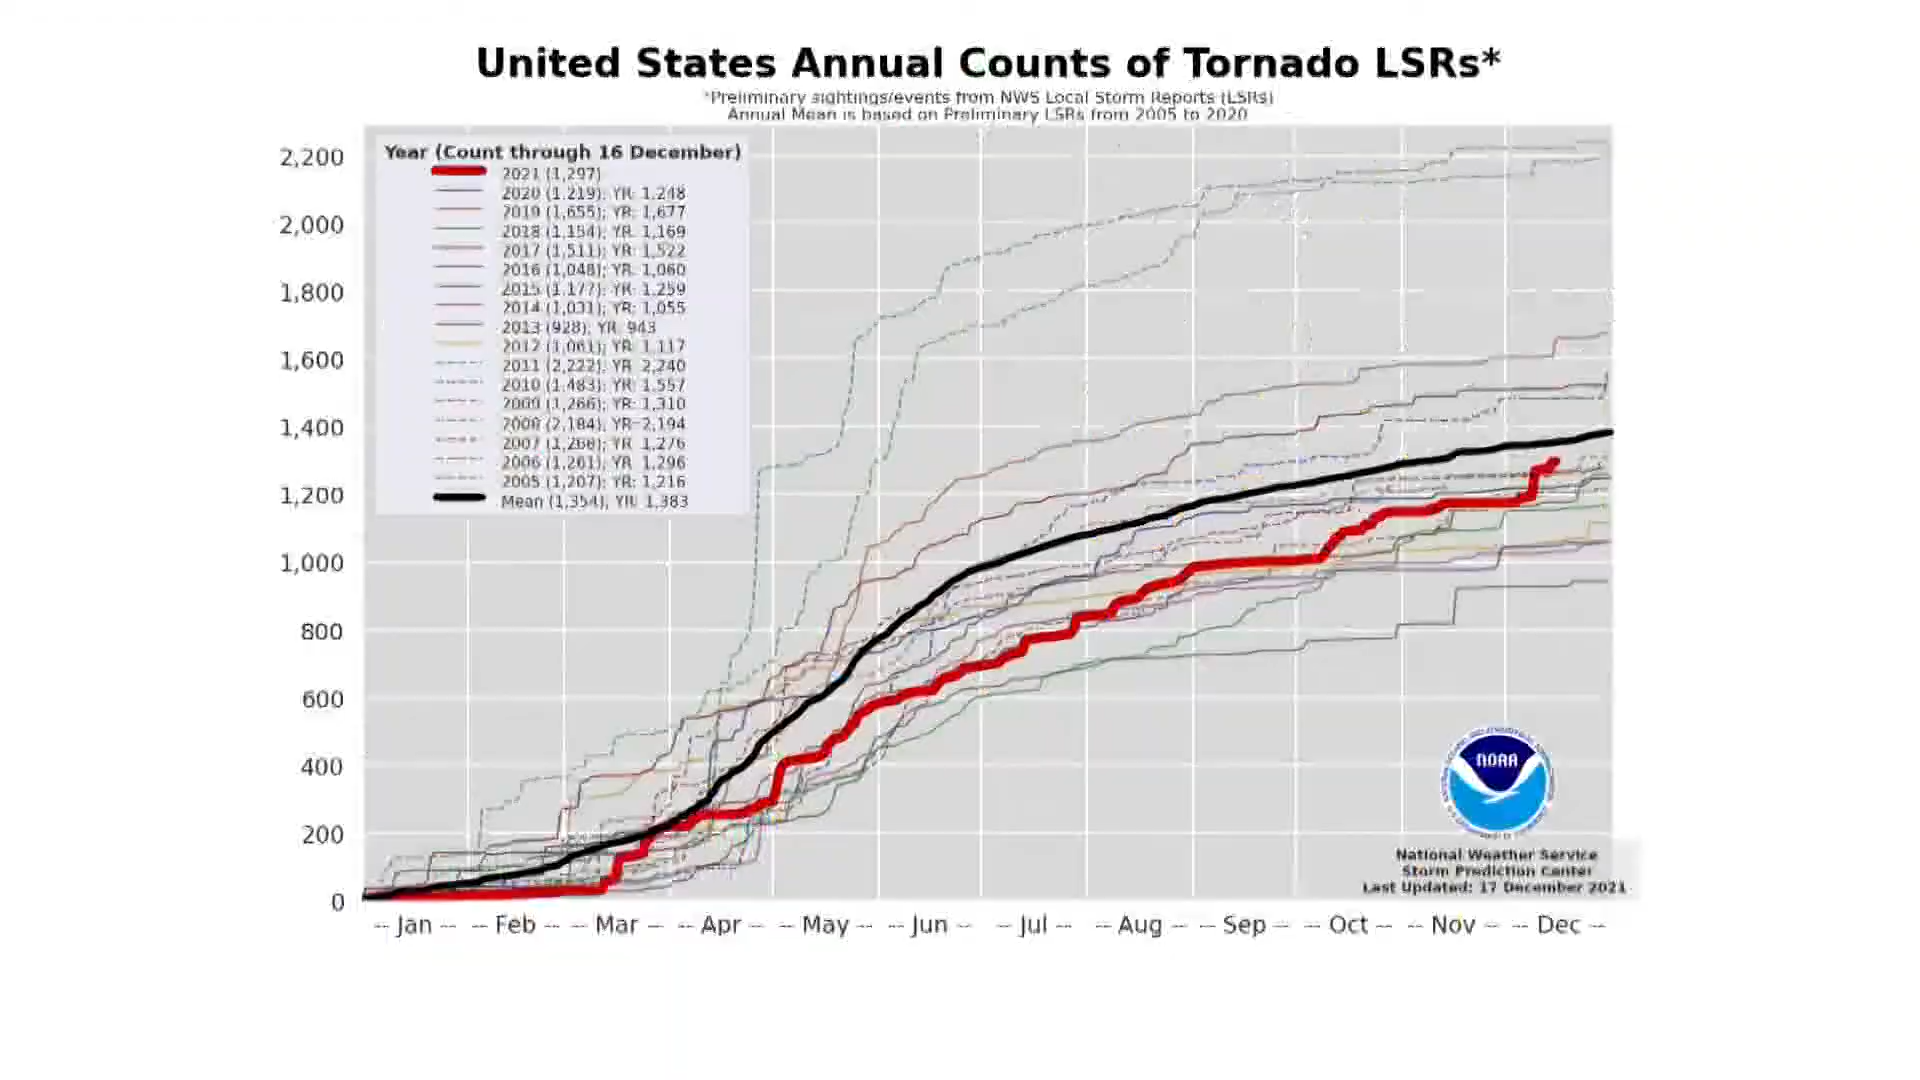 United States Annual Counts of Tornado LSRs*
*Preliminary sightings/events from NWS Local Storm Reports (LSRs)
Annual Mean is based on Preliminary LSRs from 2005 to 2020
Year (Count through 16 December)
2021 (1,297)
2020 (1,219); YR: 1,248
2019 (1,655); YR: 1,677
2018 (1,154); YR: 1,169
2017 (1,511); YR: 1,522
2016 (1,048); YR: 1,060
2015 (1,177); YR: 1,259
2014 (1,031); YR: 1,055
2013 (928); YR: 943
2012 (1,061); YR: 1,117
2011 (2,222); YR: 2,240
2010 (1,483); YR: 1,557
2009 (1,266); YR: 1,310
2008 (2,184); YR: 2,194
2007 YR: 1,276
2006 (1,261); YR: 1,296
2005 (1,207); YR: 1,216
Mean (1,354); YR: 1,383
2,200
2,000
1,800
1,600
1,400
1,200
1,000
800
600
400
200
0
-- Jan -- -- Feb -- -- Mar -- -- Apr -- -- May -- -- Jun -- -- Jul -- -- Aug -- -- Sep -- -- Oct -- -- Nov -- -- Dec --
NOAA
National Weather Service
Storm Prediction Center
Last Updated: 17 December 2021